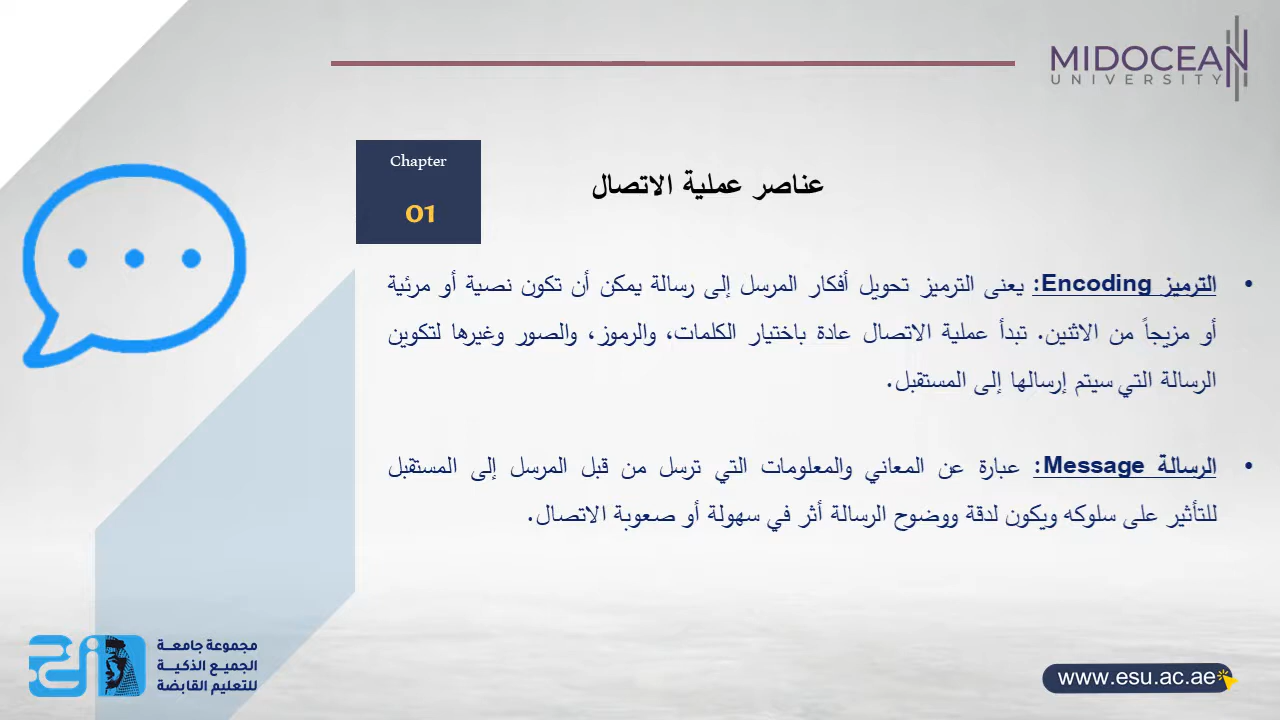 MIDOCEAN
UNIVERSITY
Chapter
01
عناصر عملية الاتصال
• الترميز Encoding: يعنى الترميز تحويل أفكار المرسل إلى رسالة يمكن أن تكون نصية أو مرئية
أو مزيجاً من الاثنين. تبدأ عملية الاتصال عادة باختيار الكلمات، والرموز، والصور وغيرها لتكوين
الرسالة التي سيتم إرسالها إلى المستقبل.
• الرسالة Message: عبارة عن المعاني والمعلومات التي ترسل من قبل المرسل إلى المستقبل
للتأثير على سلوكه ويكون لدقة ووضوح الرسالة أثر في سهولة أو صعوبة الاتصال.
مجموعة جامعة
الجميع الذكية
للتعليم القابضة
www.esu.ac.ae